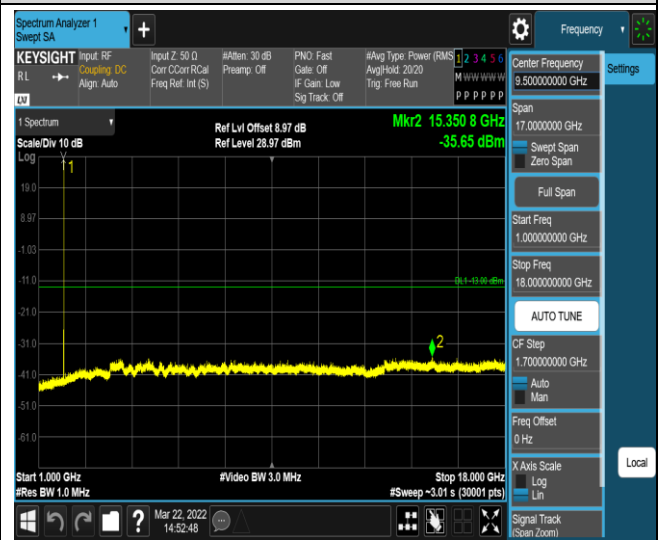 Spectrum Analyzer 1
Swept SA
+
Frequency
KEYSIGHT
RL
LXI
Input: RF
Coupling: DC
Align: Auto
Input Z: 50 Ω
Corr CCorr RCal
Freq Ref: Int (S)
#Atten: 30 dB
Preamp: Off
PNO: Fast
Gate: Off
IF Gain: Low
Sig Track: Off
#Avg Type: Power (RMS
Avg|Hold: 20/20
Trig: Free Run
1 2 3 4 5 6
M W W W W W
P P P P P P
1 Spectrum
Scale/Div 10 dB
Log
Ref Lvl Offset 8.97 dB
Ref Level 28.97 dBm
Mkr2 15.350 8 GHz
-35.65 dBm
1
19.0
8.97
-1.03
-11.0
DL1 -13.00 dBm
-21.0
-31.0
2
-41.0
-51.0
-61.0
Start 1.000 GHz
#Res BW 1.0 MHz
#Video BW 3.0 MHz
Stop 18.000 GHz
#Sweep ~3.01 s (30001 pts)
?
Mar 22, 2022
14:52:48
Center Frequency
9.500000000 GHz
Settings
Span
17.0000000 GHz
Swept Span
Zero Span
Full Span
Start Freq
1.000000000 GHz
Stop Freq
18.000000000 GHz
AUTO TUNE
CF Step
1.700000000 GHz
Auto
Man
Freq Offset
0 Hz
X Axis Scale
Log
Lin
Local
Signal Track
(Span Zoom)